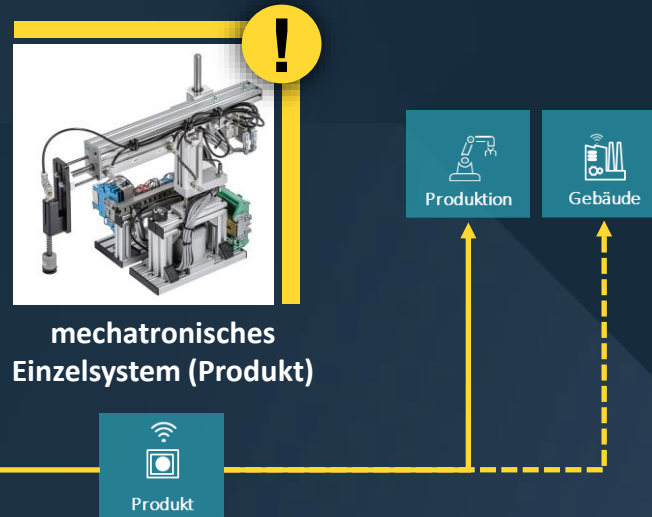 !
mechatronisches
Einzelsystem (Produkt)
Produktion
Gebäude
Produkt